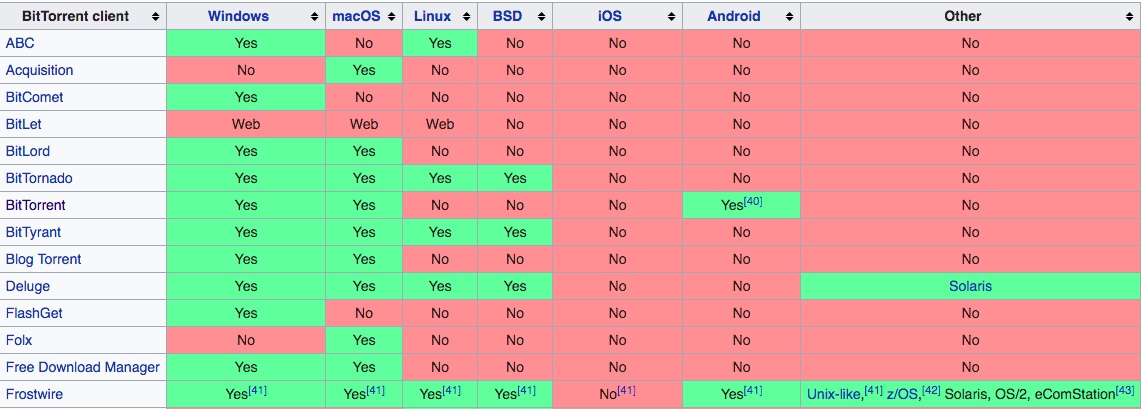 BitTorrent client Windows macOS Linux BSD iOS Android Other
ABC Yes No Yes No No No No
Acquisition No Yes No No No No No
BitComet Yes No No No No No No
BitLet Web Web Web No No No No
BitLord Yes Yes No No No No No
BitTornado Yes Yes Yes Yes No No No
BitTorrent Yes Yes No No No Yes[40] No
BitTyrant Yes Yes Yes Yes No No No
Blog Torrent Yes Yes No No No No No
Deluge Yes Yes Yes Yes No No Solaris
FlashGet Yes No No No No No No
Folx No Yes No No No No No
Free Download Manager Yes Yes No No No No No
Frostwire Yes[41] Yes[41] Yes[41] Yes[41] No[41] Yes[41] Unix-like,[41] z/OS,[42] Solaris, OS/2, eComStation[43]